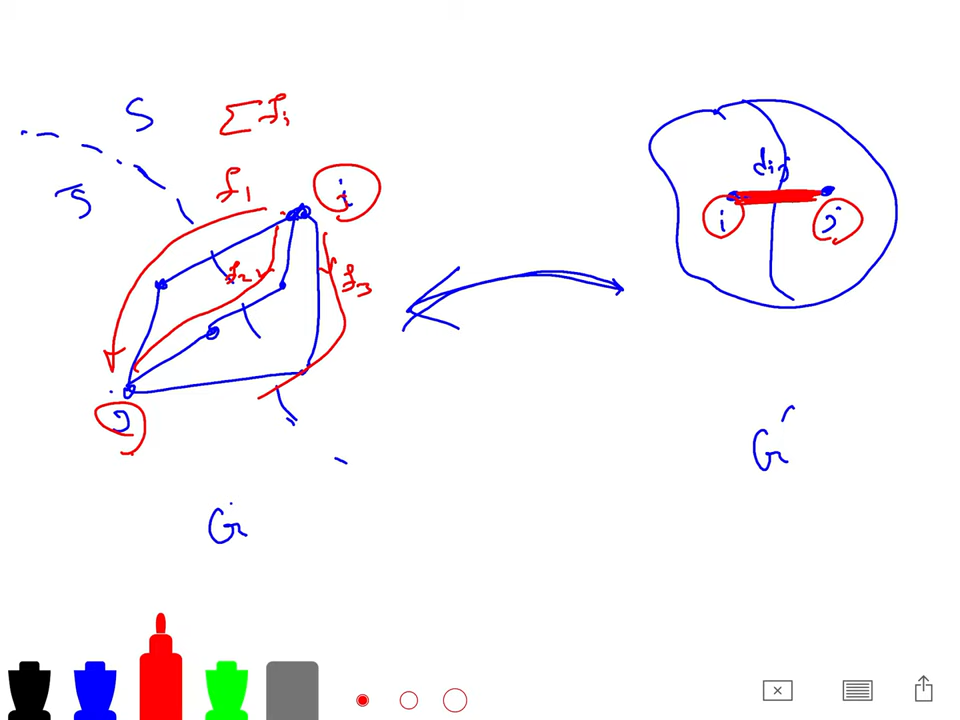 S Σ f_i
S̄
f_1 i
f_2 f_3
j
G
d_ij
i j
G'